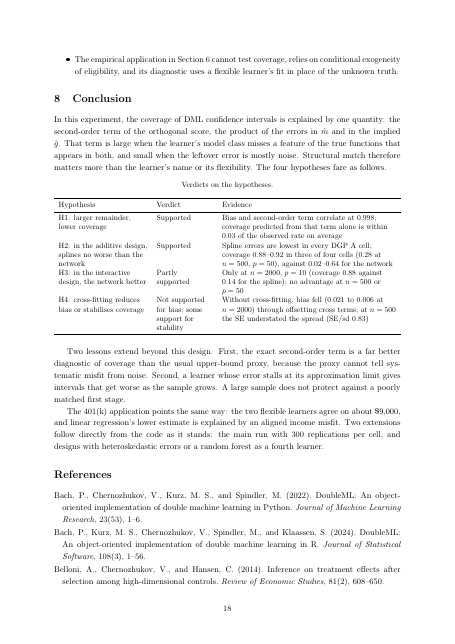 • The empirical application in Section 6 cannot test coverage, relies on conditional exogeneity
of eligibility, and its diagnostic uses a flexible learner's fit in place of the unknown truth.
8 Conclusion
In this experiment, the coverage of DML confidence intervals is explained by one quantity: the
second-order term of the orthogonal score, the product of the errors in m̂ and in the implied
ĝ. That term is large when the learner's model class misses a feature of the true functions that
appears in both, and small when the leftover error is mostly noise. Structural match therefore
matters more than the learner's name or its flexibility. The four hypotheses fare as follows.
Verdicts on the hypotheses.
Hypothesis Verdict Evidence
H1: larger remainder, Supported Bias and second-order term correlate at 0.998;
lower coverage coverage predicted from that term alone is within
0.03 of the observed rate on average
H2: in the additive design, Supported Spline errors are lowest in every DGP A cell;
splines no worse than the coverage 0.88–0.92 in three of four cells (0.28 at
network n = 500, p = 50), against 0.02–0.64 for the network
H3: in the interactive Partly Only at n = 2000, p = 10 (coverage 0.88 against
design, the network better supported 0.14 for the spline); no advantage at n = 500 or
p = 50
H4: cross-fitting reduces Not supported Without cross-fitting, bias fell (0.021 to 0.006 at
bias or stabilises coverage for bias; some n = 2000) through offsetting cross terms; at n = 500
support for the SE understated the spread (SE/sd 0.83)
stability
Two lessons extend beyond this design. First, the exact second-order term is a far better
diagnostic of coverage than the usual upper-bound proxy, because the proxy cannot tell sys-
tematic misfit from noise. Second, a learner whose error stalls at its approximation limit gives
intervals that get worse as the sample grows. A large sample does not protect against a poorly
matched first stage.
The 401(k) application points the same way: the two flexible learners agree on about $9,000,
and linear regression's lower estimate is explained by an aligned income misfit. Two extensions
follow directly from the code as it stands: the main run with 300 replications per cell, and
designs with heteroskedastic errors or a random forest as a fourth learner.
References
Bach, P., Chernozhukov, V., Kurz, M. S., and Spindler, M. (2022). DoubleML: An object-
oriented implementation of double machine learning in Python. Journal of Machine Learning
Research, 23(53), 1–6.
Bach, P., Kurz, M. S., Chernozhukov, V., Spindler, M., and Klaassen, S. (2024). DoubleML:
An object-oriented implementation of double machine learning in R. Journal of Statistical
Software, 108(3), 1–56.
Belloni, A., Chernozhukov, V., and Hansen, C. (2014). Inference on treatment effects after
selection among high-dimensional controls. Review of Economic Studies, 81(2), 608–650.
18